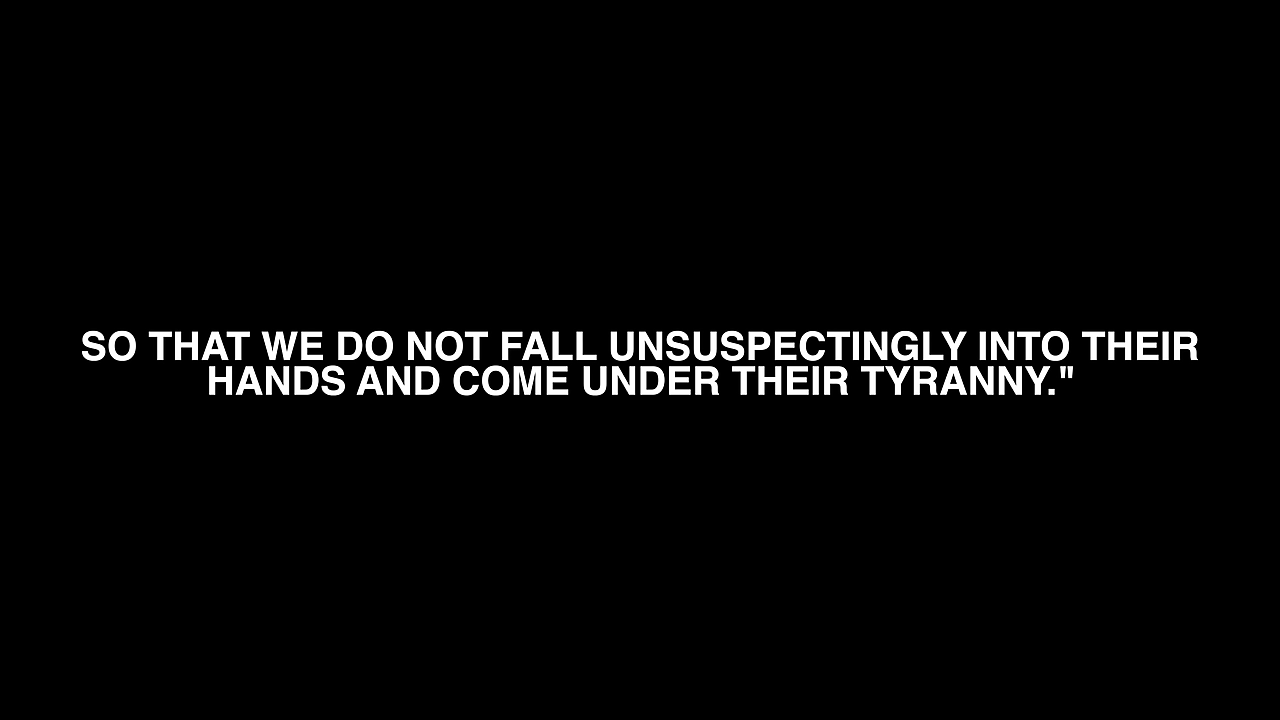 SO THAT WE DO NOT FALL UNSUSPECTINGLY INTO THEIR
HANDS AND COME UNDER THEIR TYRANNY."